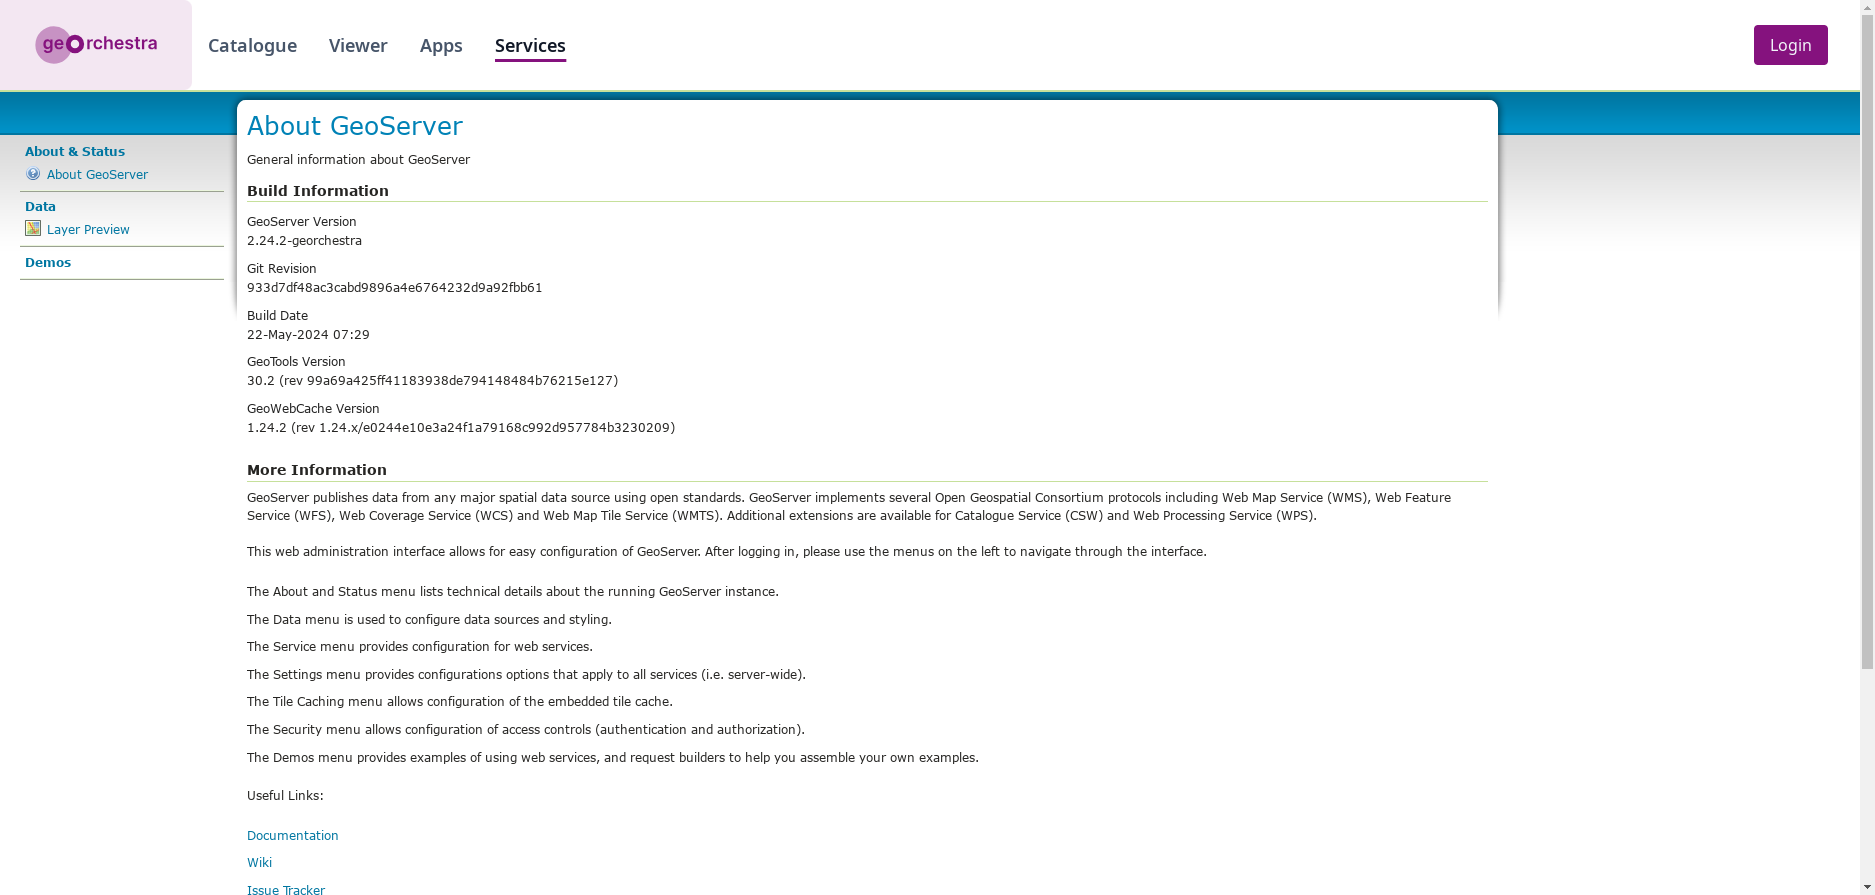 geOrchestra
Catalogue
Viewer
Apps
Services
Login
About & Status
About GeoServer
Data
Layer Preview
Demos
About GeoServer
General information about GeoServer
Build Information
GeoServer Version
2.24.2-georchestra
Git Revision
933d7df48ac3cabd9896a4e6764232d9a92fbb61
Build Date
22-May-2024 07:29
GeoTools Version
30.2 (rev 99a69a425ff41183938de794148484b76215e127)
GeoWebCache Version
1.24.2 (rev 1.24.x/e0244e10e3a24f1a79168c992d957784b3230209)
More Information
GeoServer publishes data from any major spatial data source using open standards. GeoServer implements several Open Geospatial Consortium protocols including Web Map Service (WMS), Web Feature
Service (WFS), Web Coverage Service (WCS) and Web Map Tile Service (WMTS). Additional extensions are available for Catalogue Service (CSW) and Web Processing Service (WPS).
This web administration interface allows for easy configuration of GeoServer. After logging in, please use the menus on the left to navigate through the interface.
The About and Status menu lists technical details about the running GeoServer instance.
The Data menu is used to configure data sources and styling.
The Service menu provides configuration for web services.
The Settings menu provides configurations options that apply to all services (i.e. server-wide).
The Tile Caching menu allows configuration of the embedded tile cache.
The Security menu allows configuration of access controls (authentication and authorization).
The Demos menu provides examples of using web services, and request builders to help you assemble your own examples.
Useful Links:
Documentation
Wiki
Issue Tracker